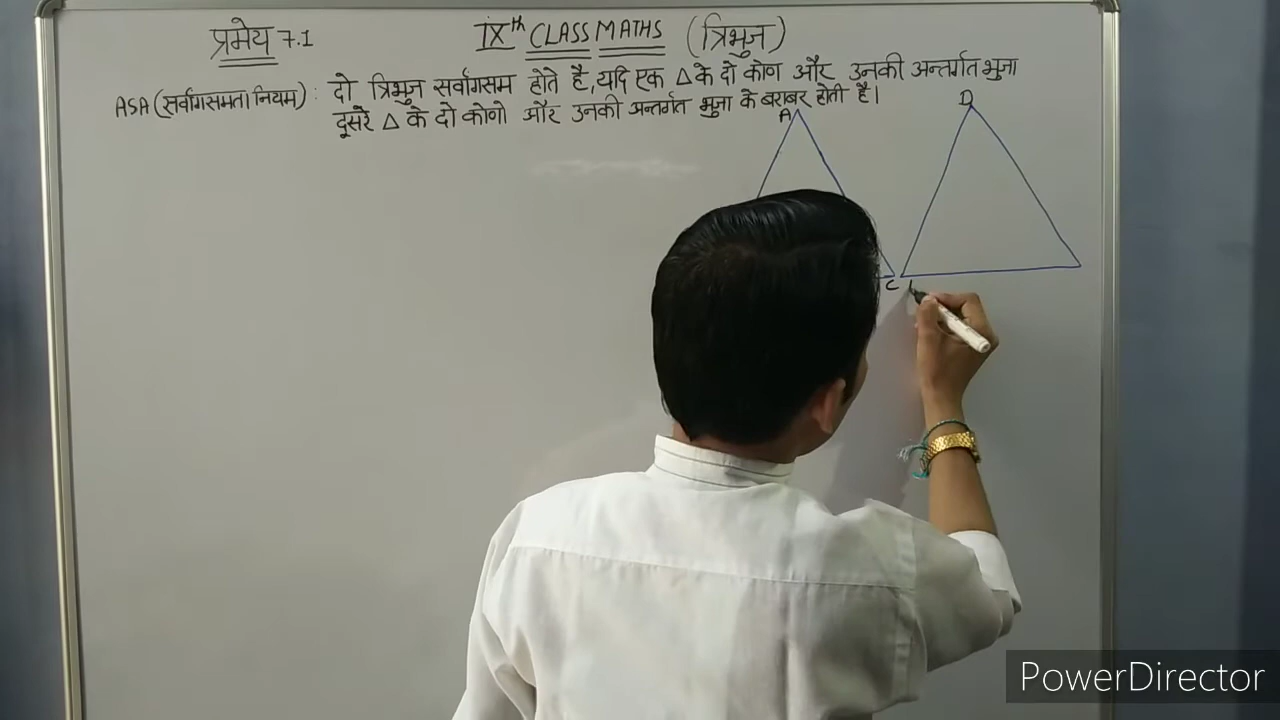 प्रमेय 7.1
IXth CLASS MATHS (त्रिभुज)
ASA (सर्वांगसमता नियम) : दो त्रिभुज सर्वांगसम होते है, यदि एक △ के दो कोण और उनकी अन्तर्गत भुजा
दूसरे △ के दो कोणो और उनकी अन्तर्गत भुजा के बराबर होती है।
A
D
C
PowerDirector